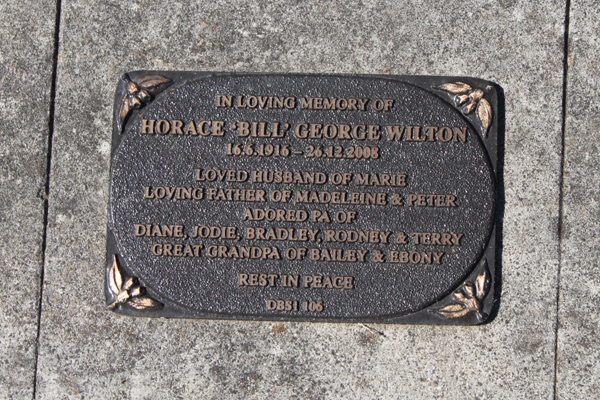 IN LOVING MEMORY OF
HORACE 'BILL' GEORGE WILTON
16.6.1916 – 26.12.2008
LOVED HUSBAND OF MARIE
LOVING FATHER OF MADELEINE & PETER
ADORED PA OF
DIANE, JODIE, BRADLEY, RODNEY & TERRY
GREAT GRANDPA OF BAILEY & EBONY
REST IN PEACE
DBS1 106